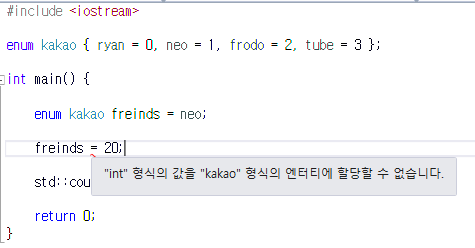 #include <iostream>
enum kakao { ryan = 0, neo = 1, frodo = 2, tube = 3 };
int main() {
enum kakao freinds = neo;
freinds = 20;
"int" 형식의 값을 "kakao" 형식의 엔터티에 할당할 수 없습니다.
std::cou
return 0;
}